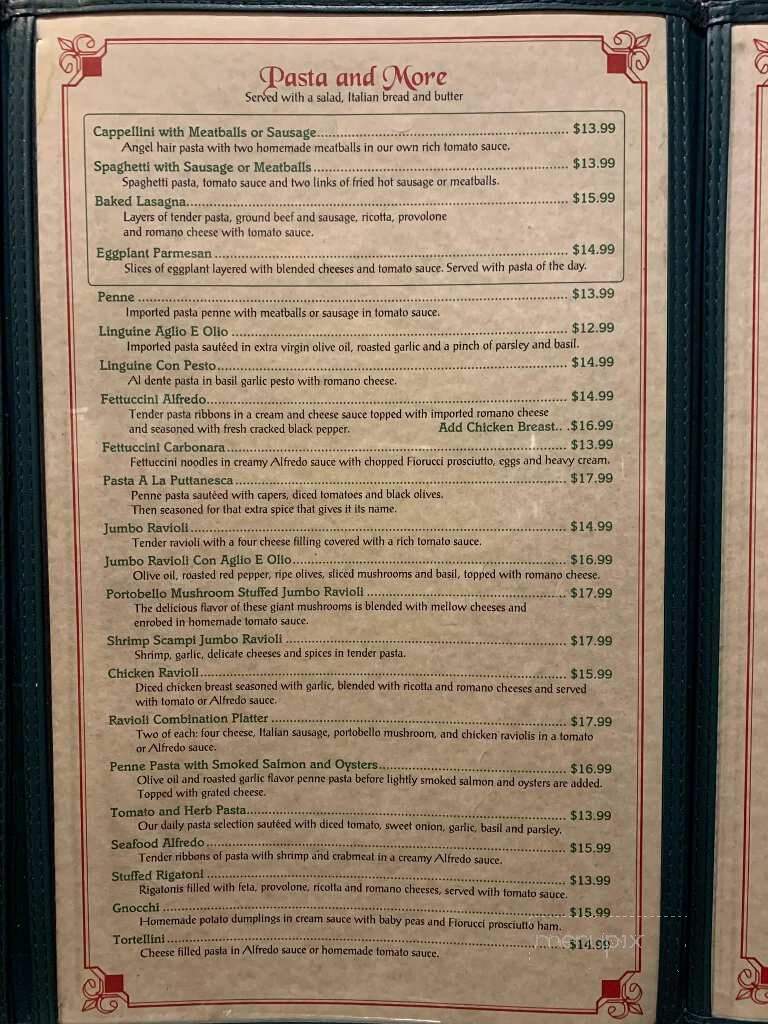 Pasta and More
Served with a salad, Italian bread and butter
Cappellini with Meatballs or Sausage.......... $13.99
Angel hair pasta with two homemade meatballs in our own rich tomato sauce.
Spaghetti with Sausage or Meatballs.......... $13.99
Spaghetti pasta, tomato sauce and two links of fried hot sausage or meatballs.
Baked Lasagna.......... $15.99
Layers of tender pasta, ground beef and sausage, ricotta, provolone
and romano cheese with tomato sauce.
Eggplant Parmesan .......... $14.99
Slices of eggplant layered with blended cheeses and tomato sauce. Served with pasta of the day.
Penne .......... $13.99
Imported pasta penne with meatballs or sausage in tomato sauce.
Linguine Aglio E Olio .......... $12.99
Imported pasta sautéed in extra virgin olive oil, roasted garlic and a pinch of parsley and basil.
Linguine Con Pesto.......... $14.99
Al dente pasta in basil garlic pesto with romano cheese.
Fettuccini Alfredo.......... $14.99
Tender pasta ribbons in a cream and cheese sauce topped with imported romano cheese
and seasoned with fresh cracked black pepper. Add Chicken Breast.. .$16.99
Fettuccini Carbonara.......... $13.99
Fettuccini noodles in creamy Alfredo sauce with chopped Fiorucci prosciutto, eggs and heavy cream.
Pasta A La Puttanesca .......... $17.99
Penne pasta sautéed with capers, diced tomatoes and black olives.
Then seasoned for that extra spice that gives it its name.
Jumbo Ravioli.......... $14.99
Tender ravioli with a four cheese filling covered with a rich tomato sauce.
Jumbo Ravioli Con Aglio E Olio.......... $16.99
Olive oil, roasted red pepper, ripe olives, sliced mushrooms and basil, topped with romano cheese.
Portobello Mushroom Stuffed Jumbo Ravioli .......... $17.99
The delicious flavor of these giant mushrooms is blended with mellow cheeses and
enrobed in homemade tomato sauce.
Shrimp Scampi Jumbo Ravioli .......... $17.99
Shrimp, garlic, delicate cheeses and spices in tender pasta.
Chicken Ravioli.......... $15.99
Diced chicken breast seasoned with garlic, blended with ricotta and romano cheeses and served
with tomato or Alfredo sauce.
Ravioli Combination Platter .......... $17.99
Two of each: four cheese, Italian sausage, portobello mushroom, and chicken raviolis in a tomato
or Alfredo sauce.
Penne Pasta with Smoked Salmon and Oysters.......... $16.99
Olive oil and roasted garlic flavor penne pasta before lightly smoked salmon and oysters are added.
Topped with grated cheese.
Tomato and Herb Pasta.......... $13.99
Our daily pasta selection sautéed with diced tomato, sweet onion, garlic, basil and parsley.
Seafood Alfredo .......... $15.99
Tender ribbons of pasta with shrimp and crabmeat in a creamy Alfredo sauce.
Stuffed Rigatoni .......... $13.99
Rigatonis filled with feta, provolone, ricotta and romano cheeses, served with tomato sauce.
Gnocchi .......... $15.99
Homemade potato dumplings in cream sauce with baby peas and Fiorucci prosciutto ham.
Tortellini .......... $14.99
Cheese filled pasta in Alfredo sauce or homemade tomato sauce.
menupix